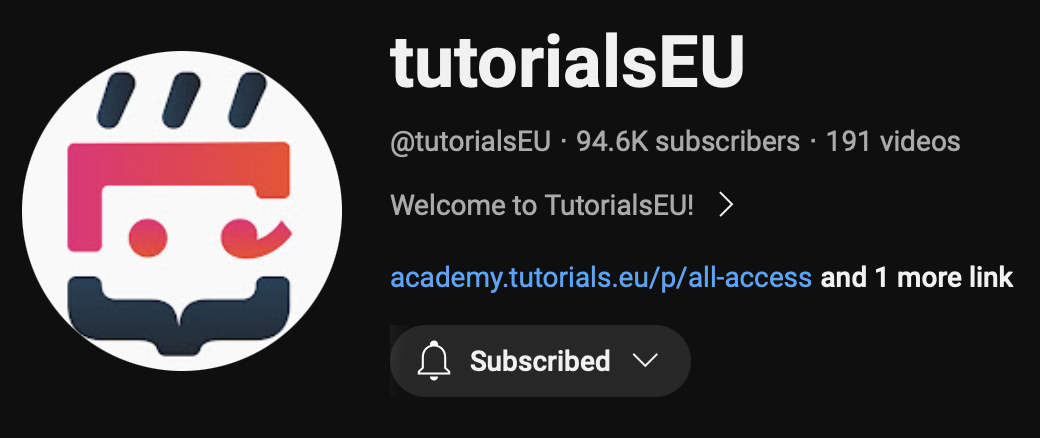 tutorialsEU
@tutorialsEU · 94.6K subscribers · 191 videos
Welcome to TutorialsEU!
academy.tutorials.eu/p/all-access and 1 more link
Subscribed